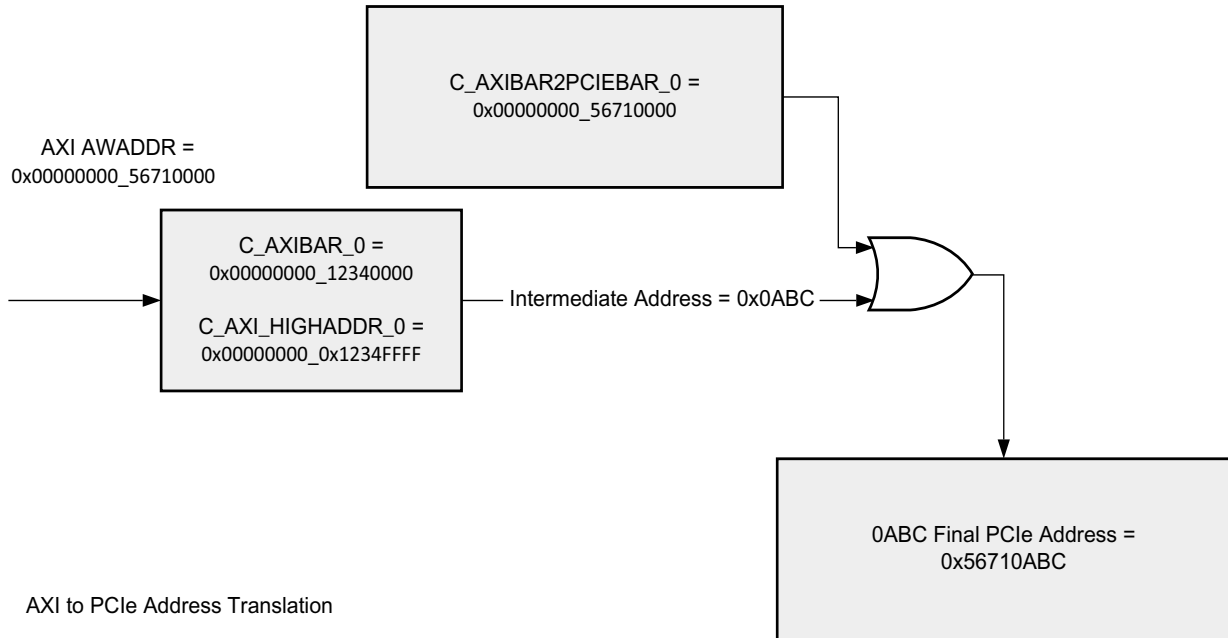 C_AXIBAR2PCIEBAR_0 =
0x00000000_56710000
AXI AWADDR =
0x00000000_56710000
C_AXIBAR_0 =
0x00000000_12340000
C_AXI_HIGHADDR_0 =
0x00000000_0x1234FFFF
Intermediate Address = 0x0ABC
0ABC Final PCIe Address =
0x56710ABC
AXI to PCIe Address Translation